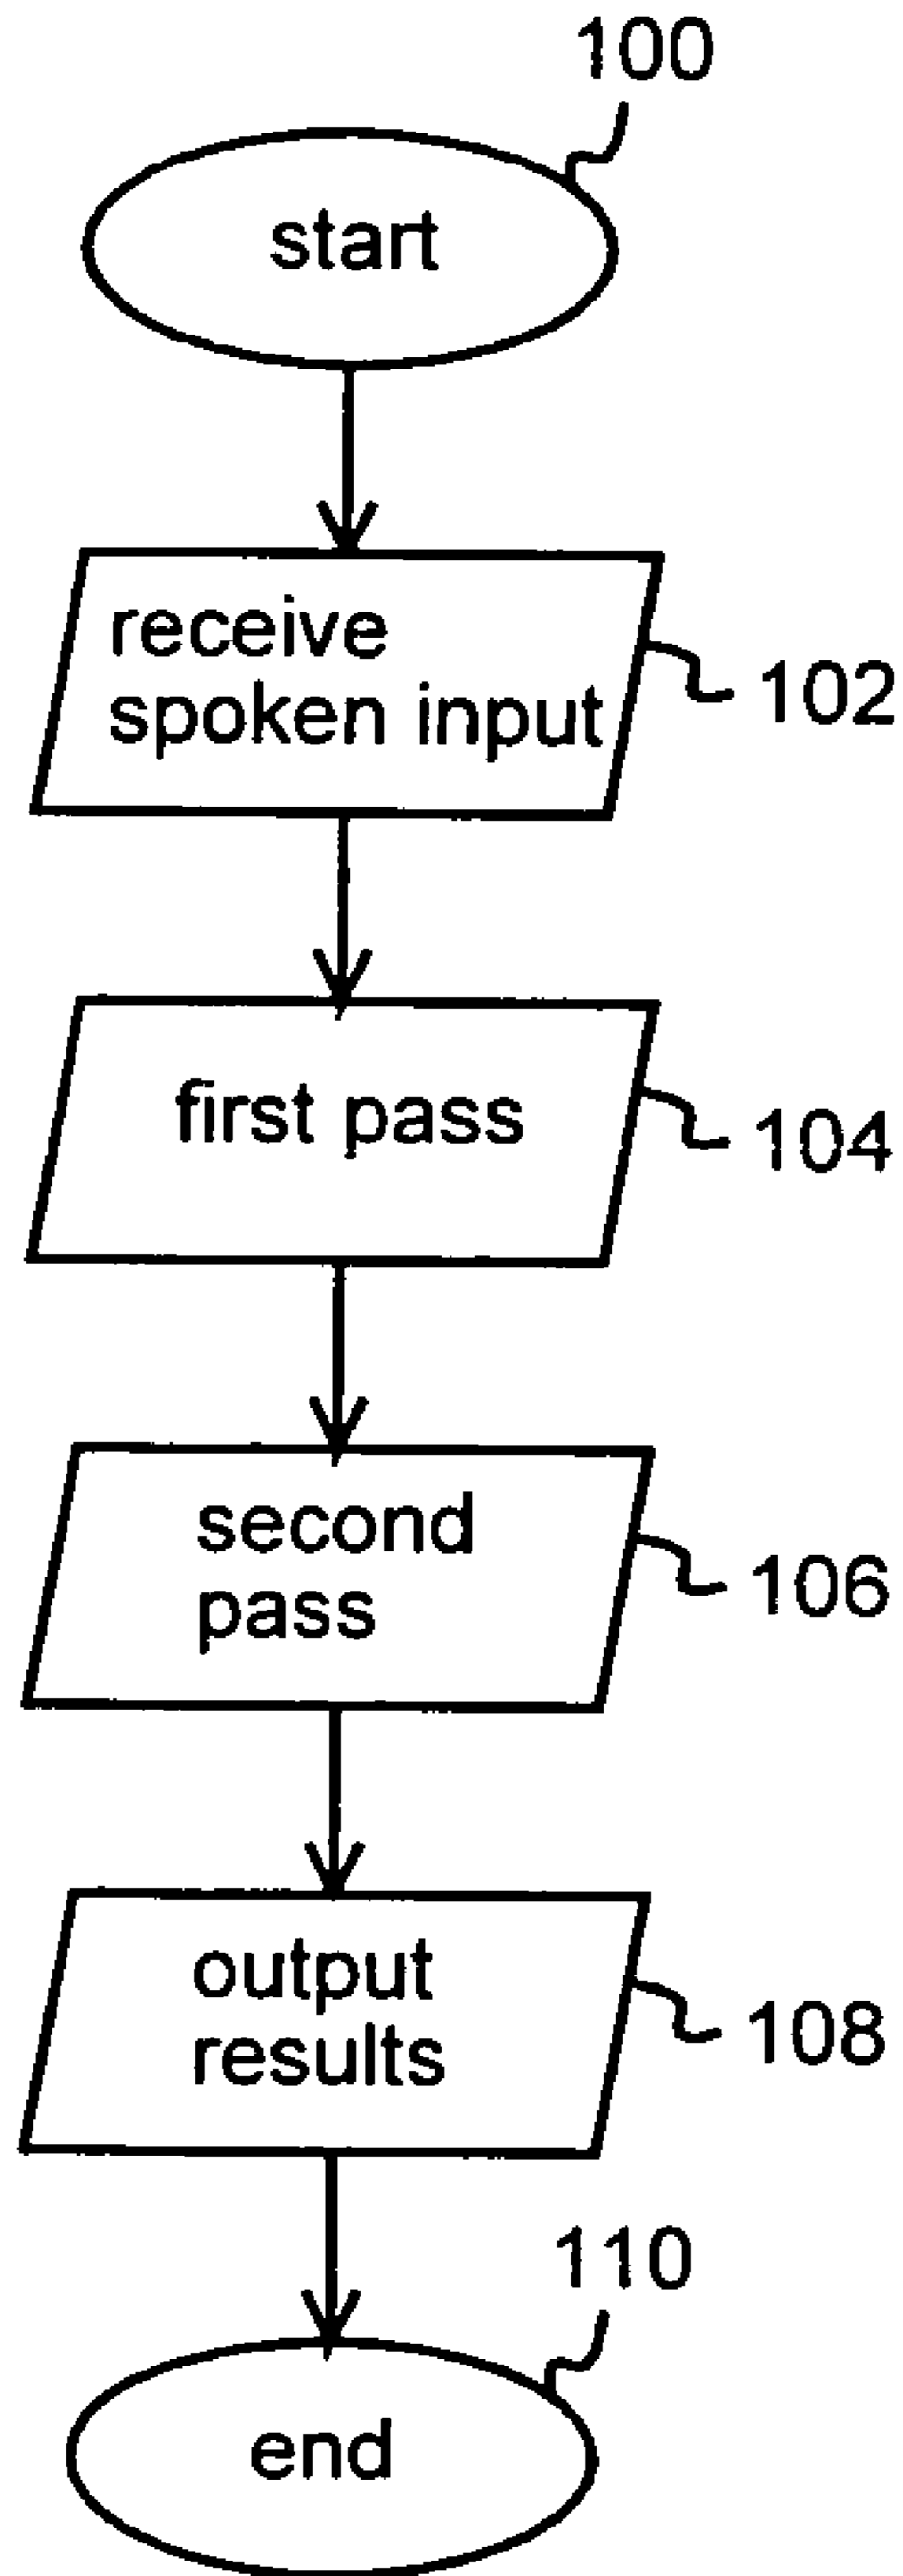 100
start
receive
spoken input
102
first pass
104
second
pass
106
output
results
108
110
end